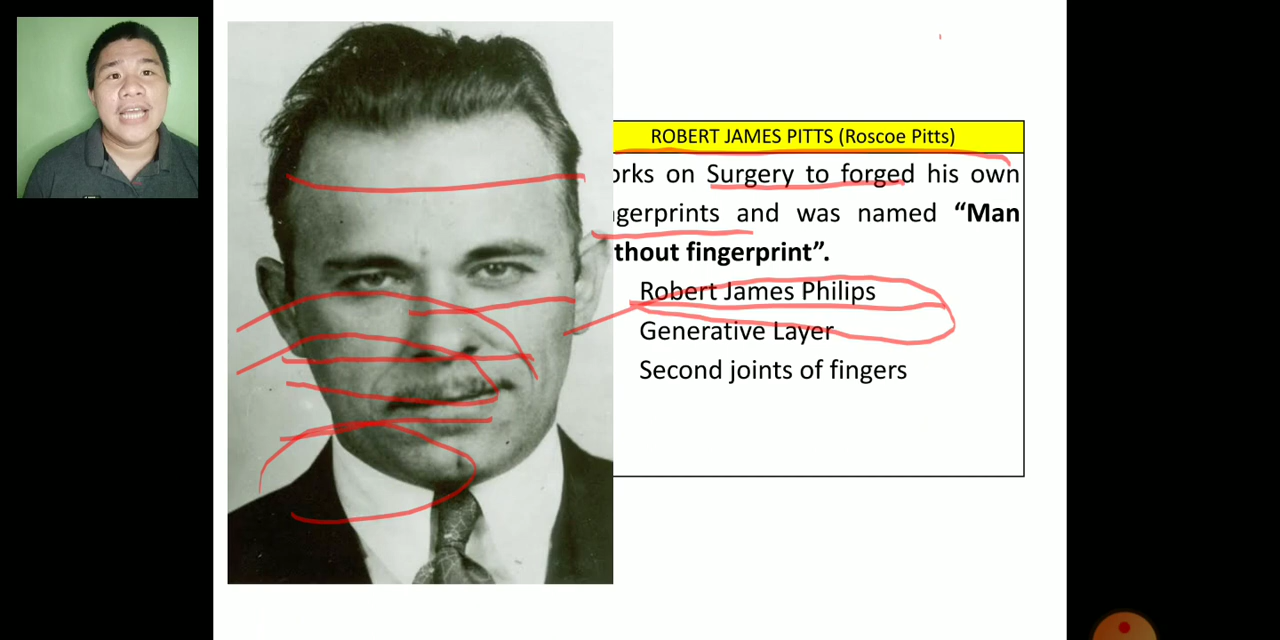 ROBERT JAMES PITTS (Roscoe Pitts)
orks on Surgery to forged his own
ngerprints and was named “Man
thout fingerprint”.
Robert James Philips
Generative Layer
Second joints of fingers